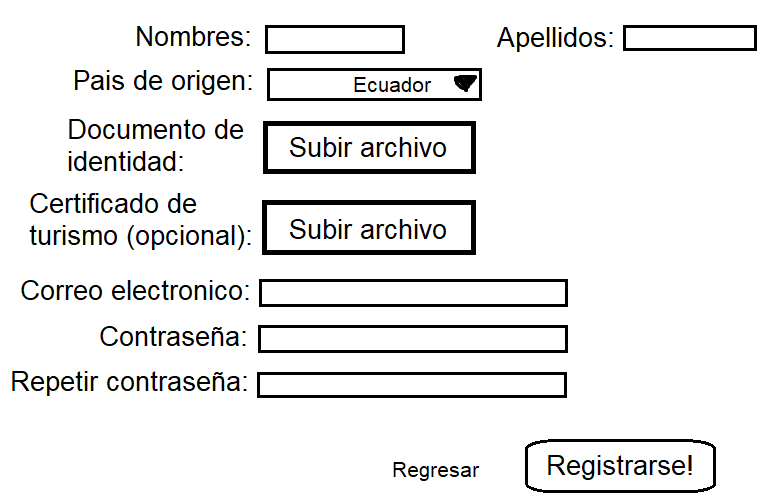 Nombres:
Apellidos:
Pais de origen:
Ecuador
Documento de
identidad:
Subir archivo
Certificado de
turismo (opcional):
Subir archivo
Correo electronico:
Contraseña:
Repetir contraseña:
Regresar
Registrarse!